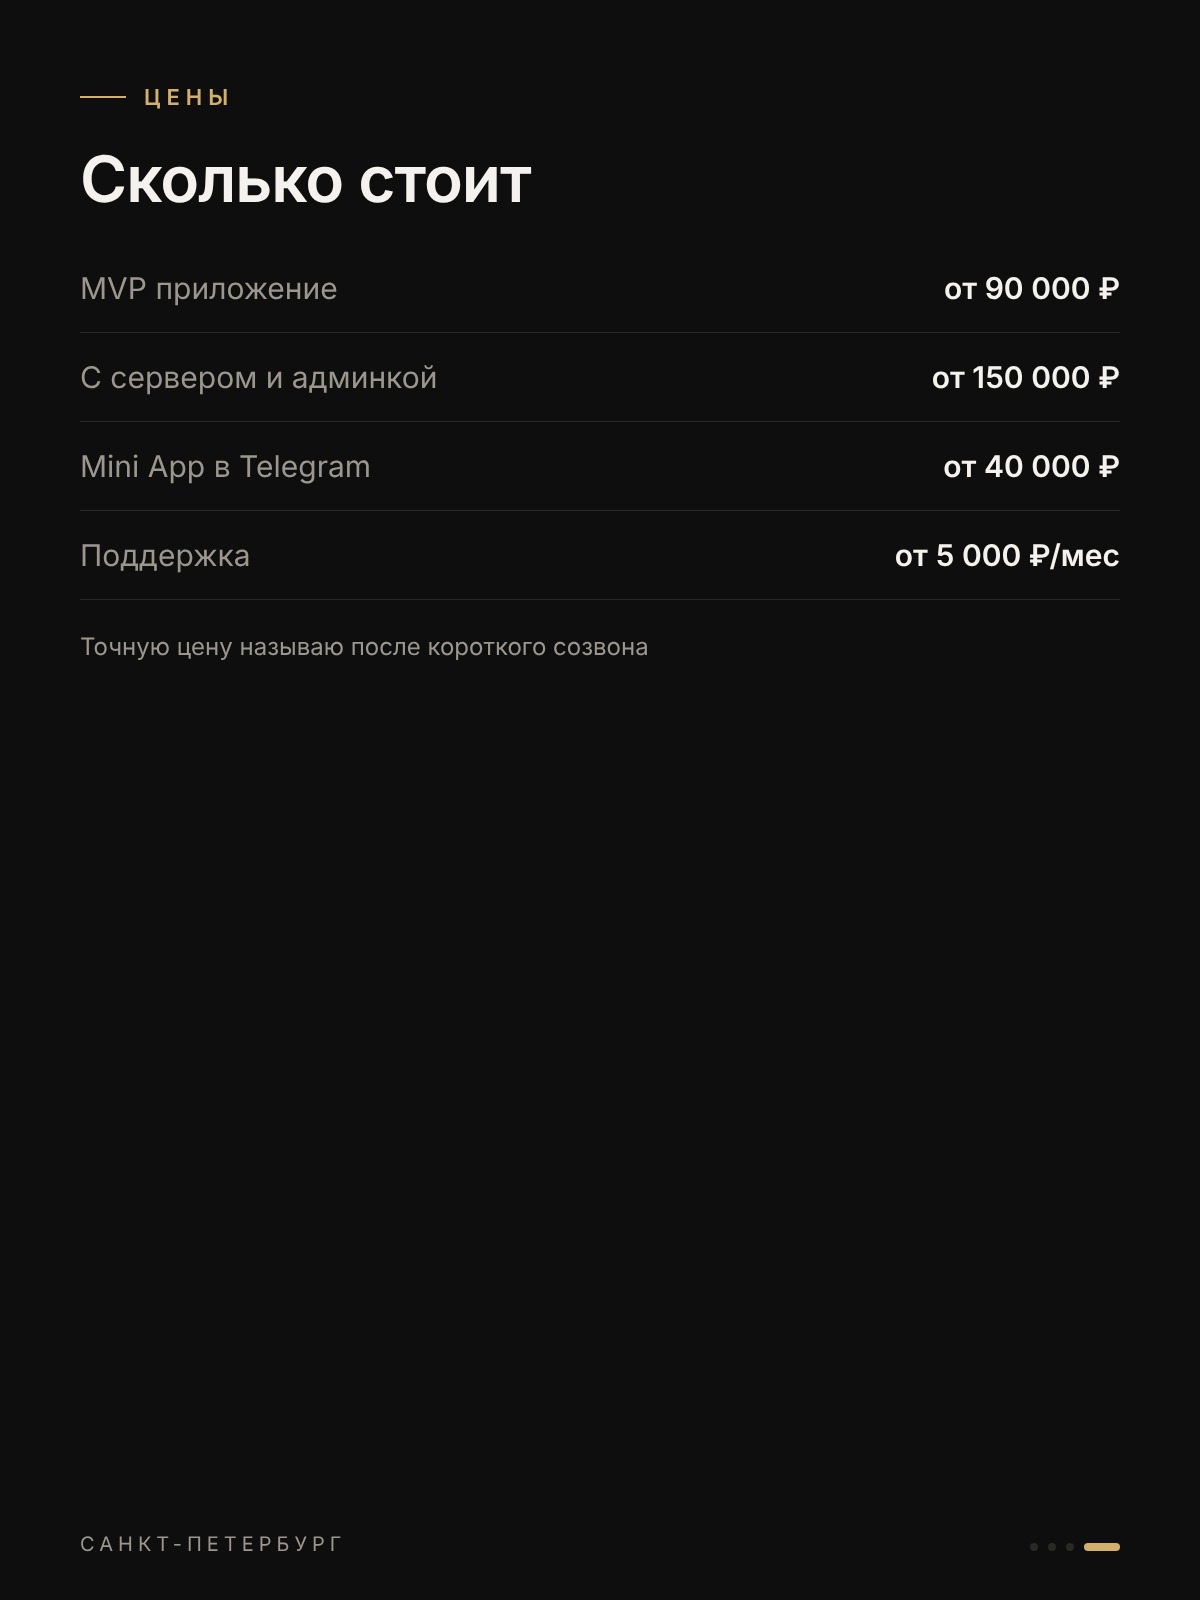 ЦЕНЫ
Сколько стоит
MVP приложение от 90 000 ₽
С сервером и админкой от 150 000 ₽
Mini App в Telegram от 40 000 ₽
Поддержка от 5 000 ₽/мес
Точную цену называю после короткого созвона
САНКТ-ПЕТЕРБУРГ